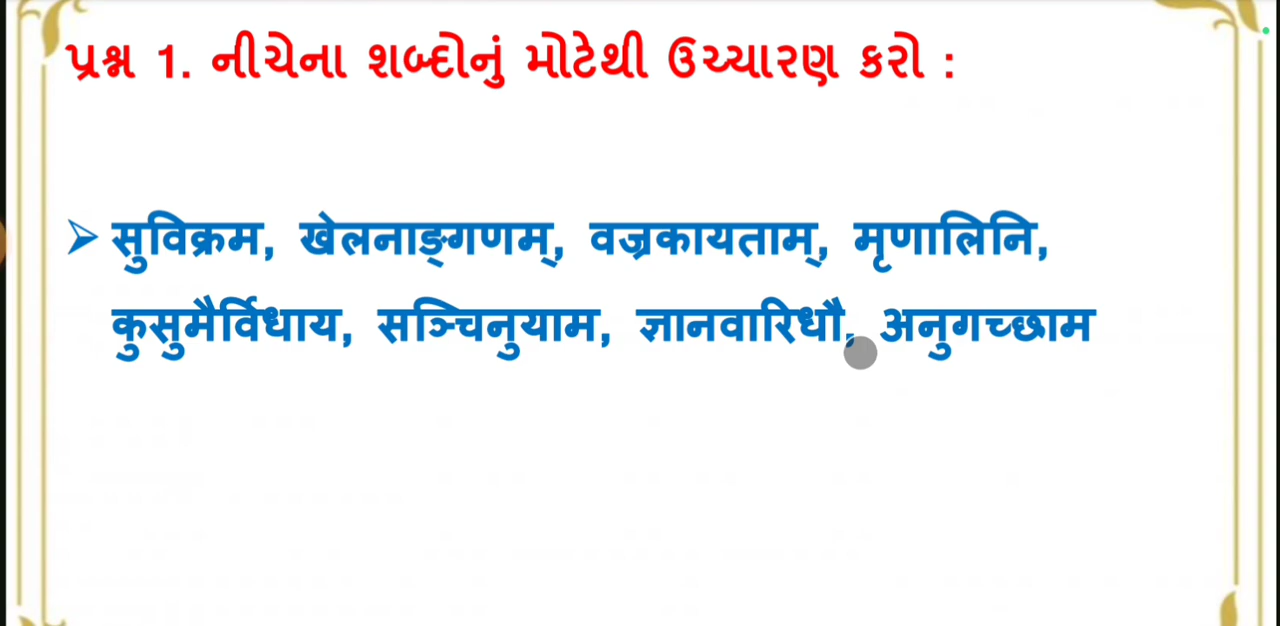 પ્રશ્ન 1. નીચેના શબ્દોનું મોટેથી ઉચ્ચારણ કરો :
➢ सुविक्रम, खेलनाङ्गणम्, वज्रकायताम्, मृणालिनि,
कुसुमैर्विधाय, सञ्चिनुयाम, ज्ञानवारिधौ, अनुगच्छाम